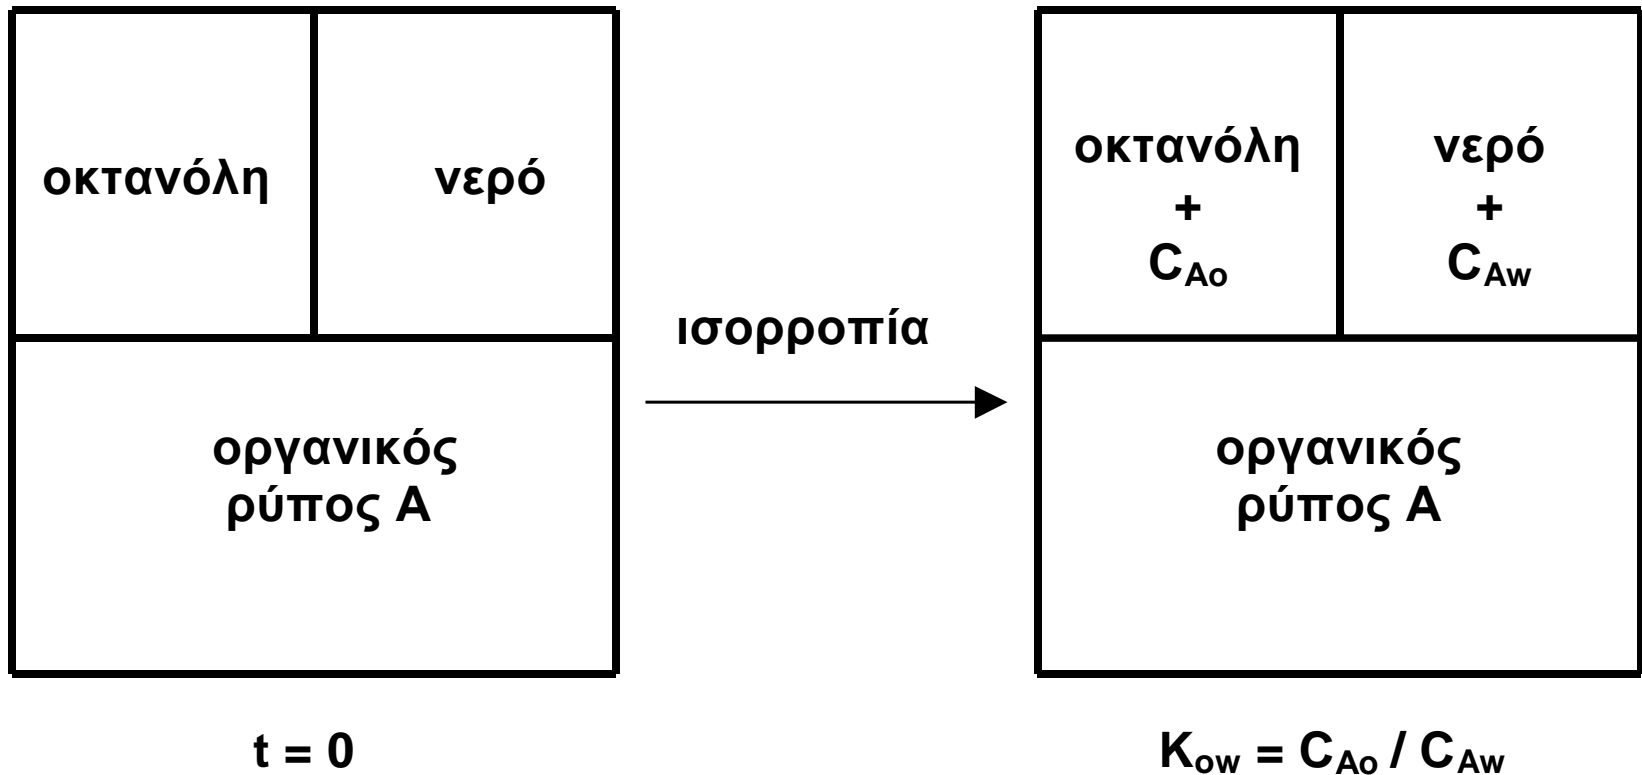 οκτανόλη
νερό
οργανικός
ρύπος Α
t = 0
ισορροπία
οκτανόλη
+
C_Ao
νερό
+
C_Aw
οργανικός
ρύπος Α
K_ow = C_Ao / C_Aw